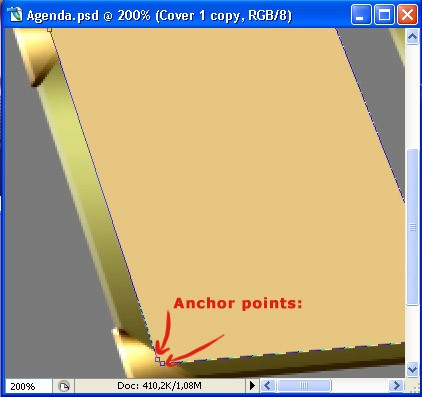 Agenda.psd @ 200% (Cover 1 copy, RGB/8)
Anchor points:
200%
Doc: 410,2K/1,08M